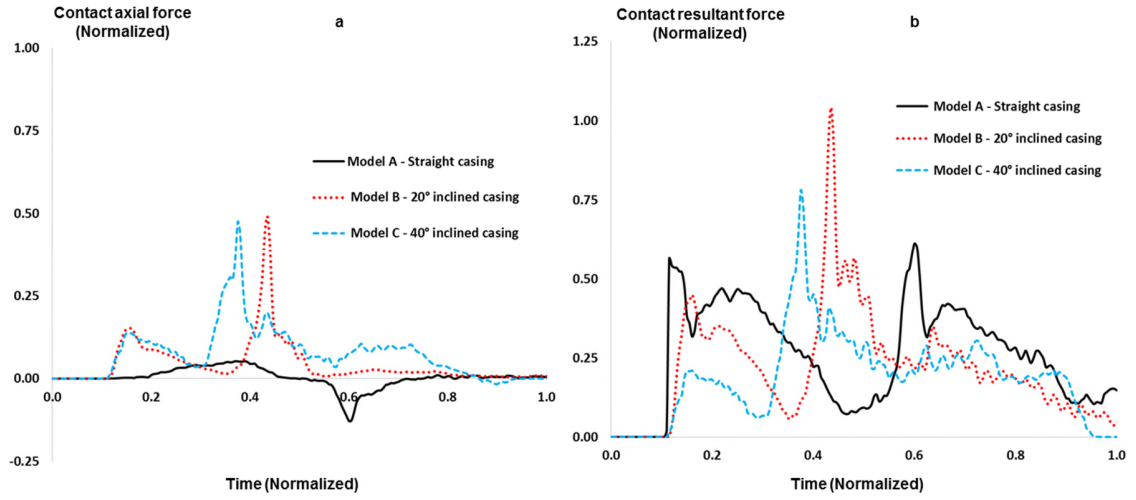 Contact axial force
(Normalized)
a
1.00
0.75
0.50
0.25
0.00
-0.25
0.0
0.2
0.4
0.6
0.8
1.0
Model A - Straight casing
Model B - 20° inclined casing
Model C - 40° inclined casing
Time (Normalized)
Contact resultant force
(Normalized)
b
1.25
1.00
0.75
0.50
0.25
0.00
0.0
0.2
0.4
0.6
0.8
1.0
Model A - Straight casing
Model B - 20° inclined casing
Model C - 40° inclined casing
Time (Normalized)